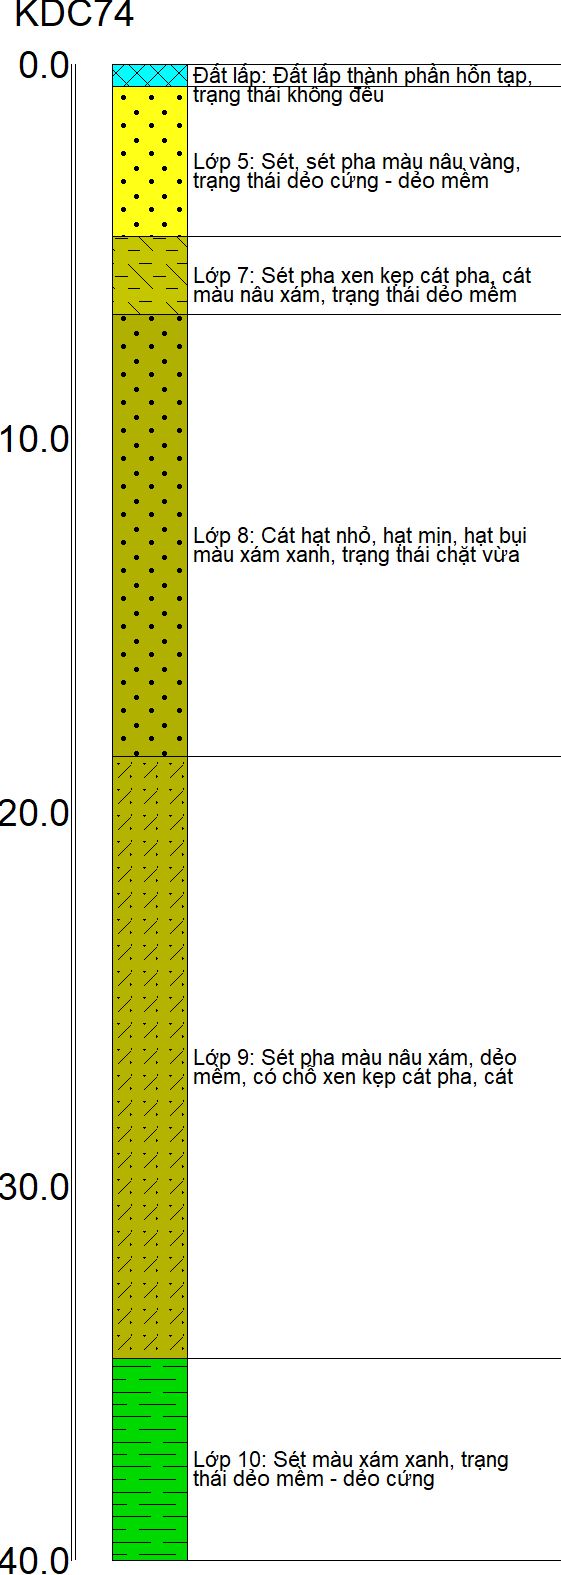 KDC74
0.0
Đất lấp: Đất lấp thành phần hỗn tạp,
trạng thái không đều
Lớp 5: Sét, sét pha màu nâu vàng,
trạng thái dẻo cứng - dẻo mềm
Lớp 7: Sét pha xen kẹp cát pha, cát
màu nâu xám, trạng thái dẻo mềm
10.0
Lớp 8: Cát hạt nhỏ, hạt mịn, hạt bụi
màu xám xanh, trạng thái chặt vừa
20.0
Lớp 9: Sét pha màu nâu xám, dẻo
mềm, có chỗ xen kẹp cát pha, cát
30.0
Lớp 10: Sét màu xám xanh, trạng
thái dẻo mềm - dẻo cứng
40.0